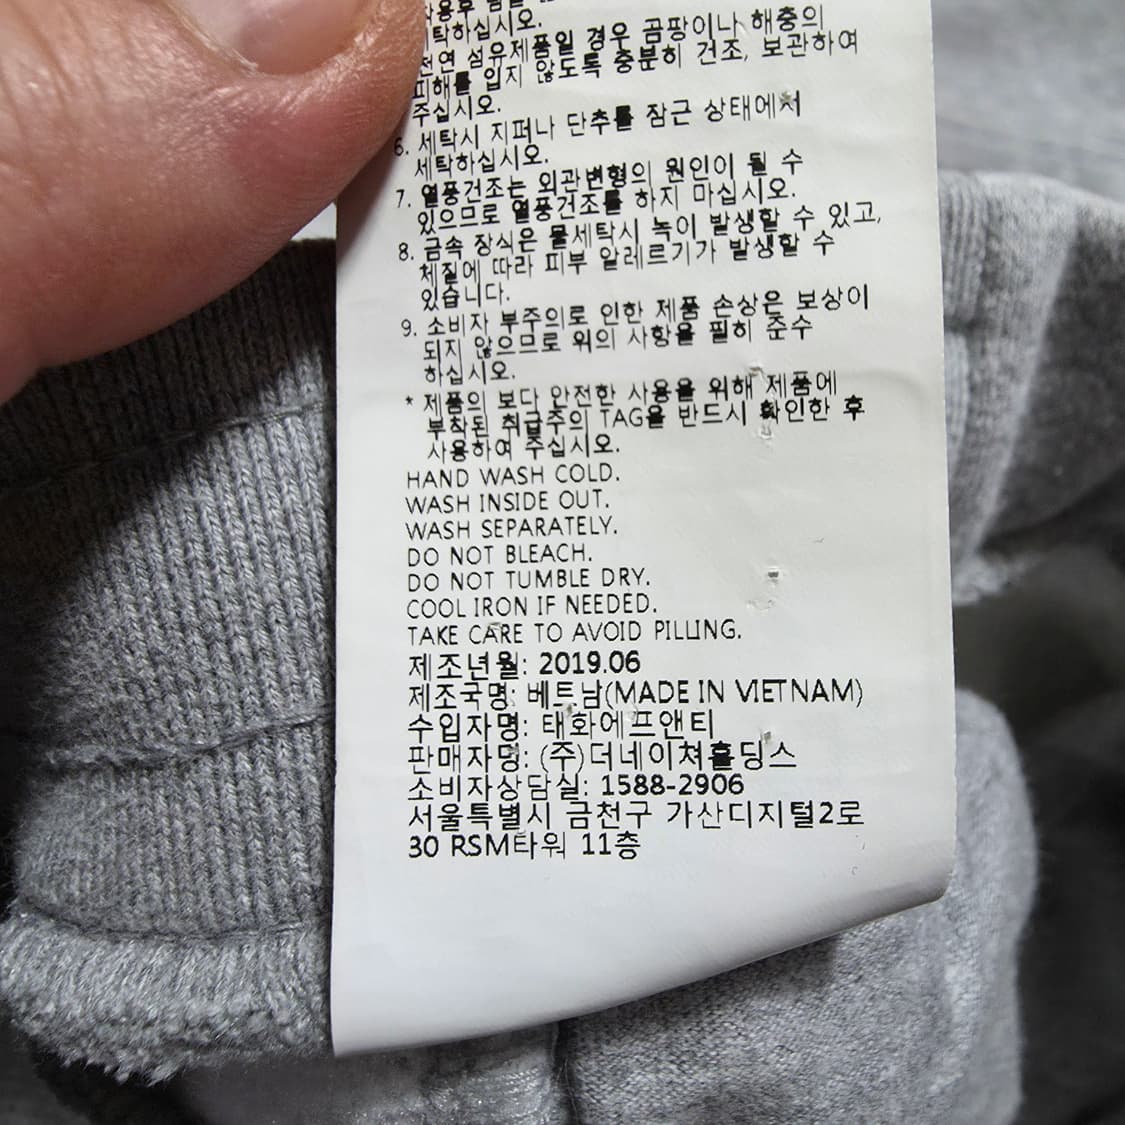 세탁하십시오.
천연 섬유제품일 경우 곰팡이나 해충의
피해를 입지 않도록 충분히 건조, 보관하여
주십시오.
6. 세탁시 지퍼나 단추를 잠근 상태에서
세탁하십시오.
7. 열풍건조는 외관변형의 원인이 될 수
있으므로 열풍건조를 하지 마십시오.
8. 금속 장식은 물세탁시 녹이 발생할 수 있고,
체질에 따라 피부 알레르기가 발생할 수
있습니다.
9. 소비자 부주의로 인한 제품 손상은 보상이
되지 않으므로 위의 사항을 필히 준수
하십시오.
* 제품의 보다 안전한 사용을 위해 제품에
부착된 취급주의 TAG을 반드시 확인한 후
사용하여 주십시오.
HAND WASH COLD.
WASH INSIDE OUT.
WASH SEPARATELY.
DO NOT BLEACH.
DO NOT TUMBLE DRY.
COOL IRON IF NEEDED.
TAKE CARE TO AVOID PILLING.
제조년월: 2019.06
제조국명: 베트남(MADE IN VIETNAM)
수입자명: 태화에프앤티
판매자명: (주)더네이쳐홀딩스
소비자상담실: 1588-2906
서울특별시 금천구 가산디지털2로
30 RSM타워 11층